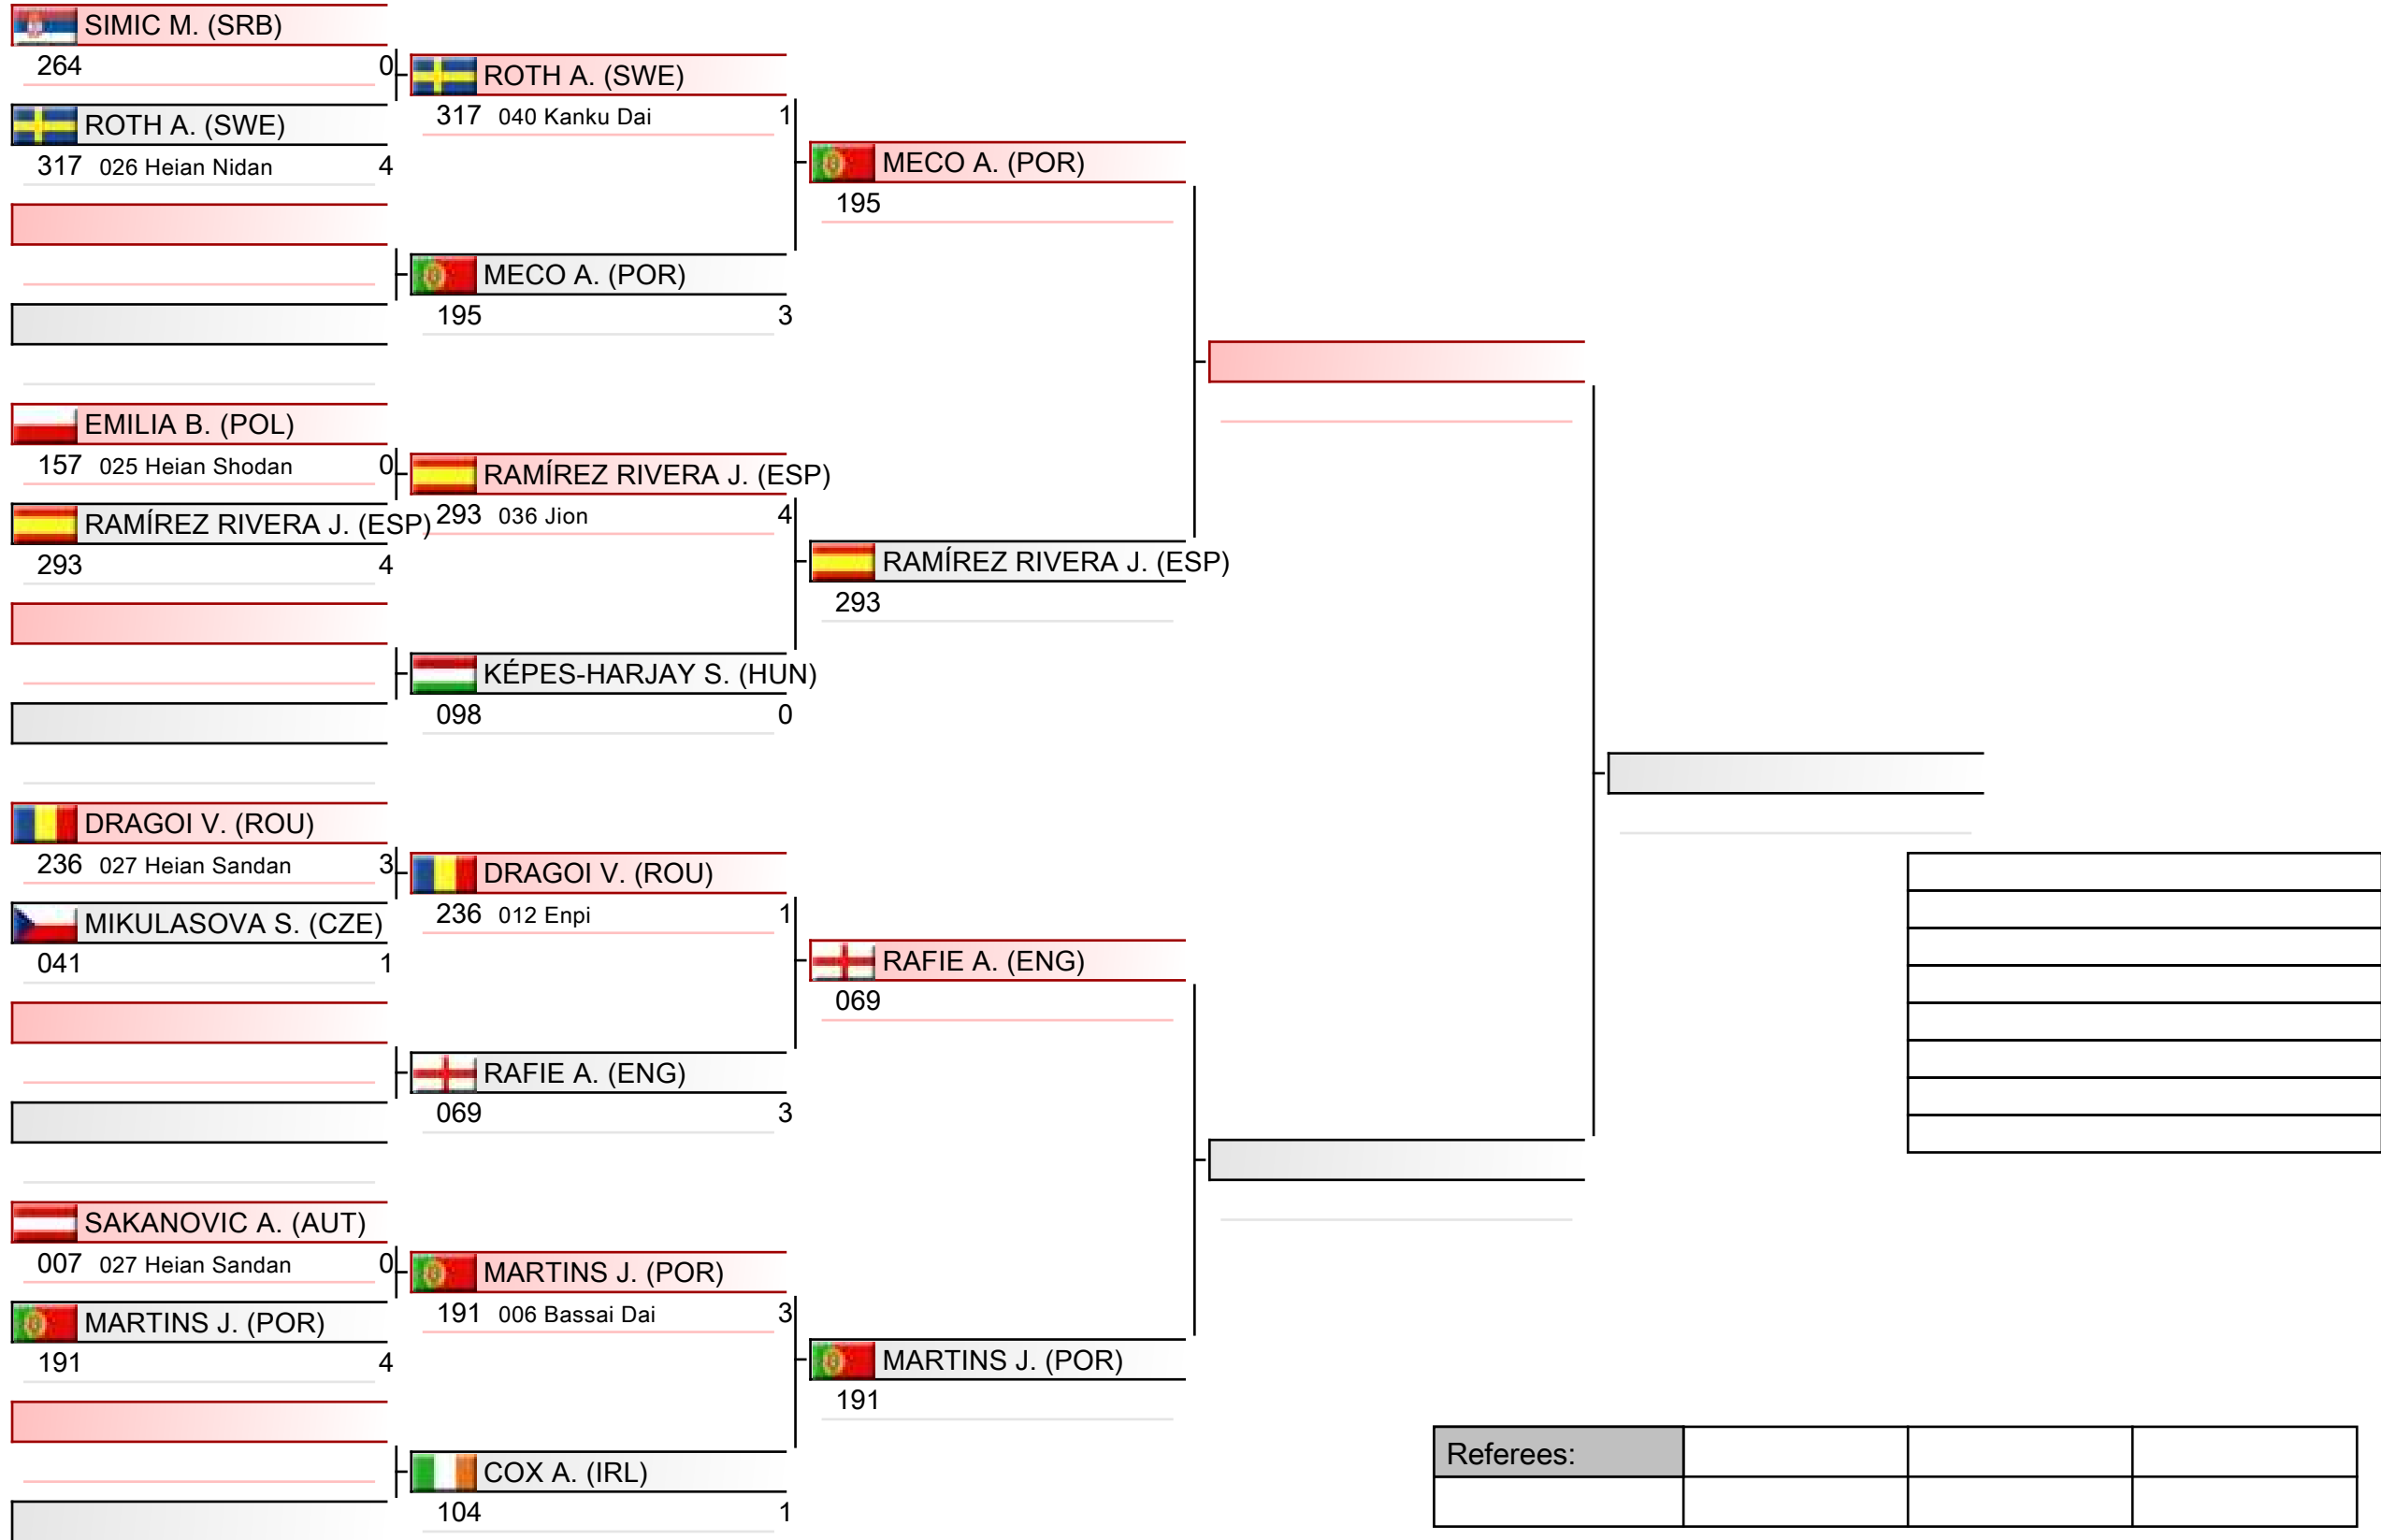 SIMIC M. (SRB)
264 0
ROTH A. (SWE)
317 026 Heian Nidan 4
EMILIA B. (POL)
157 025 Heian Shodan 0
RAMÍREZ RIVERA J. (ESP)
293 4
DRAGOI V. (ROU)
236 027 Heian Sandan 3
MIKULASOVA S. (CZE)
041 1
SAKANOVIC A. (AUT)
007 027 Heian Sandan 0
MARTINS J. (POR)
191 4
ROTH A. (SWE)
317 040 Kanku Dai 1
MECO A. (POR)
195 3
RAMÍREZ RIVERA J. (ESP)
293 036 Jion 4
KÉPES-HARJAY S. (HUN)
098 0
DRAGOI V. (ROU)
236 012 Enpi 1
RAFIE A. (ENG)
069 3
MARTINS J. (POR)
191 006 Bassai Dai 3
COX A. (IRL)
104 1
MECO A. (POR)
195
RAMÍREZ RIVERA J. (ESP)
293
RAFIE A. (ENG)
069
MARTINS J. (POR)
191
Referees: